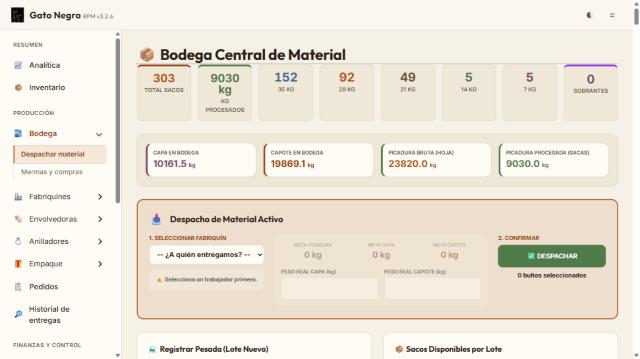 Gato Negro RPM v3.2.6
RESUMEN
Analítica
Inventario
PRODUCCIÓN
Bodega
Despachar material
Mermas y compras
Fabriquines
Envolvedoras
Anilladores
Empaque
Pedidos
Historial de
entregas
FINANZAS Y CONTROL
Bodega Central de Material
303
TOTAL SACOS
9030
kg
KG
PROCESADOS
152
35 KG
92
28 KG
49
21 KG
5
14 KG
5
7 KG
0
SOBRANTES
CAPA EN BODEGA
10161.5 kg
CAPOTE EN BODEGA
19869.1 kg
PICADURA BRUTA (HOJA)
23820.0 kg
PICADURA PROCESADA (SACAS)
9030.0 kg
Despacho de Material Activo
1. SELECCIONAR FABRIQUÍN
-- ¿A quién entregamos? --
Selecciona un trabajador primero.
META PICADURA
0 kg
META CAPA
0 kg
META CAPOTE
0 kg
PESO REAL CAPA (kg)
PESO REAL CAPOTE (kg)
2. CONFIRMAR
DESPACHAR
0 bultos seleccionados
Registrar Pesada (Lote Nuevo)
Sacos Disponibles por Lote